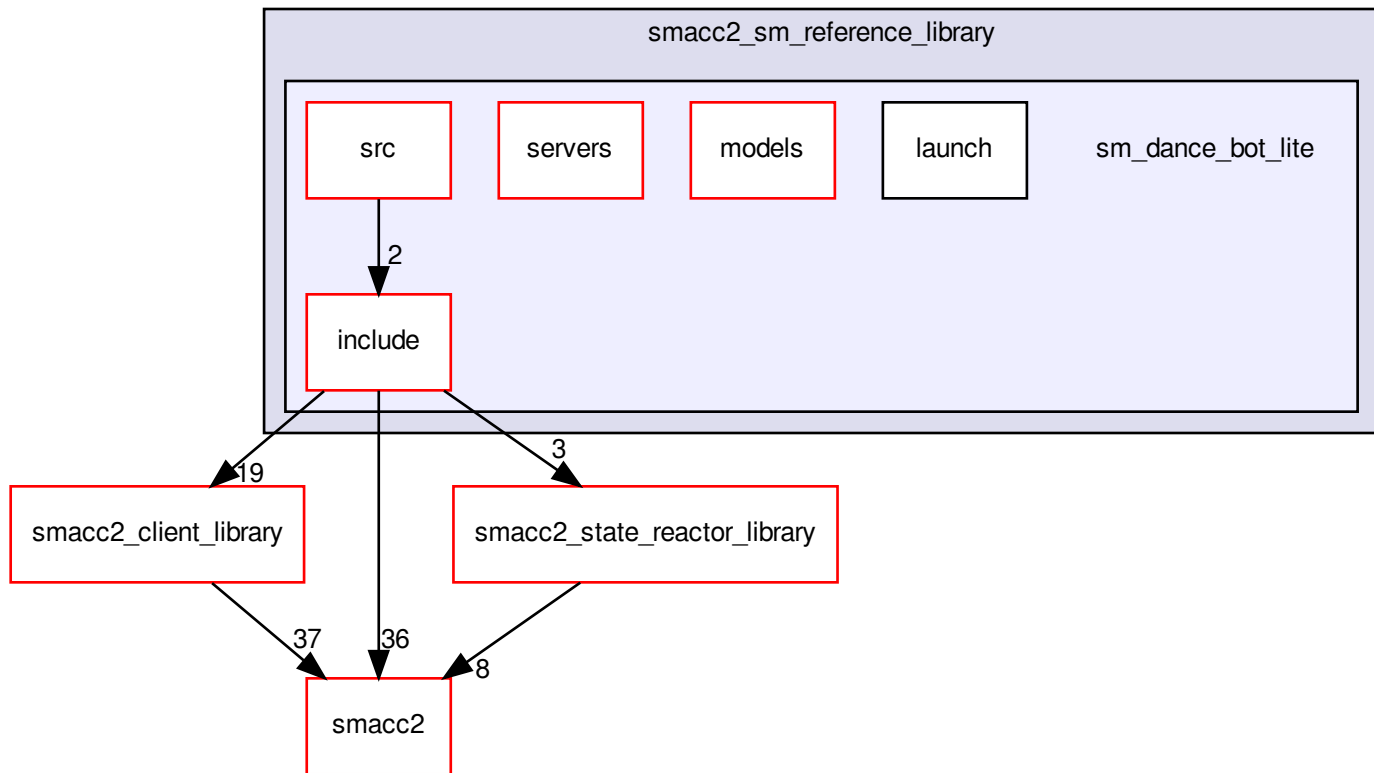 smacc2_sm_reference_library
src
servers
models
launch
sm_dance_bot_lite
2
include
19
3
smacc2_client_library
smacc2_state_reactor_library
37
36
8
smacc2